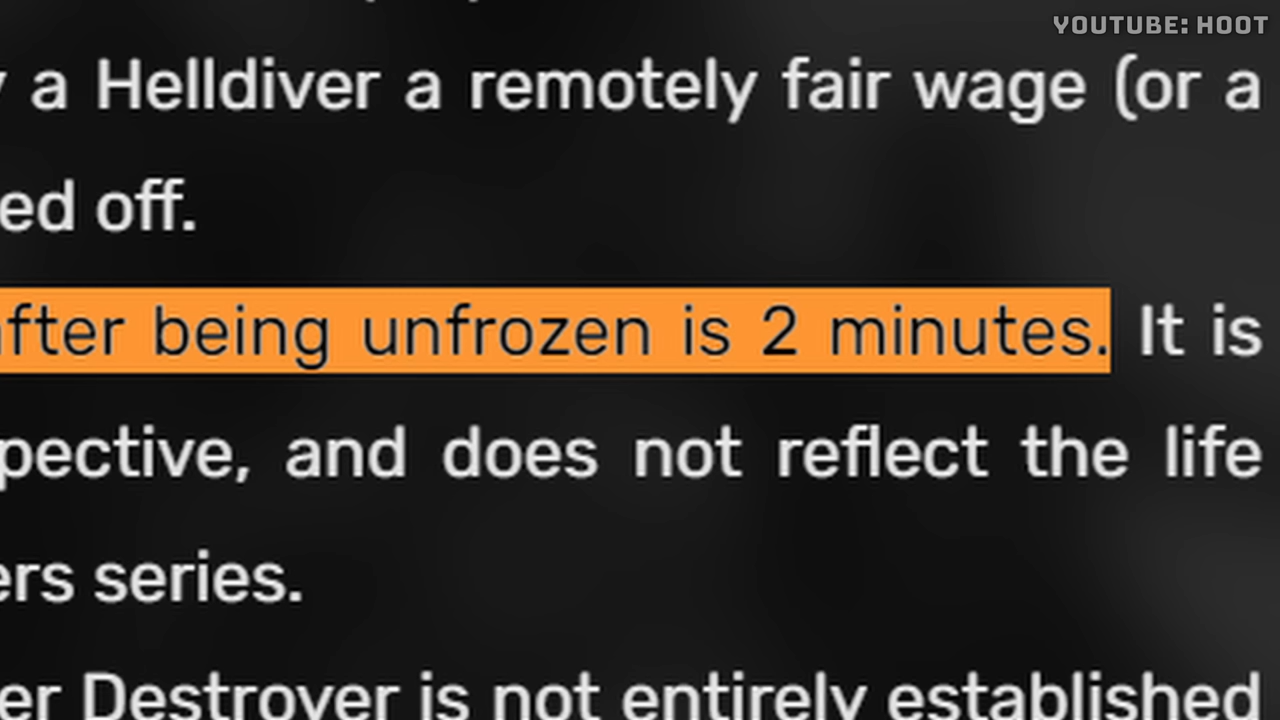 YOUTUBE: HOOT
a Helldiver a remotely fair wage (or a
ed off.
after being unfrozen is 2 minutes. It is
pective, and does not reflect the life
ers series.
er Destroyer is not entirely established